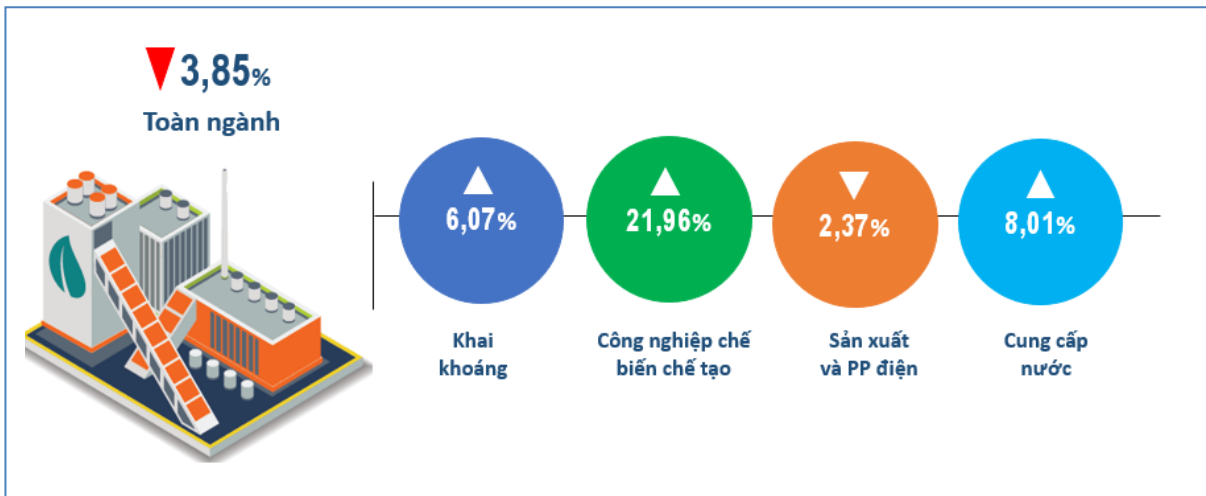 3,85%
Toàn ngành
6,07%
21,96%
2,37%
8,01%
Khai
khoáng
Công nghiệp chế
biến chế tạo
Sản xuất
và PP điện
Cung cấp
nước